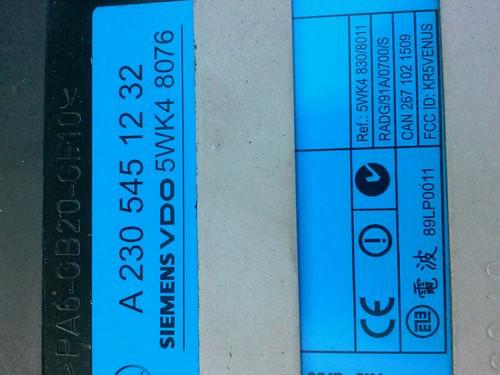 >PA6-GB20-GF10<
A 230 545 12 32
SIEMENS VDO 5WK4 8076
Ref.: 5WK4 830/8011
RADG/91A/0700/S
CAN 267 102 1509
FCC ID: KR5VENUS
CE
電波
89LP0011